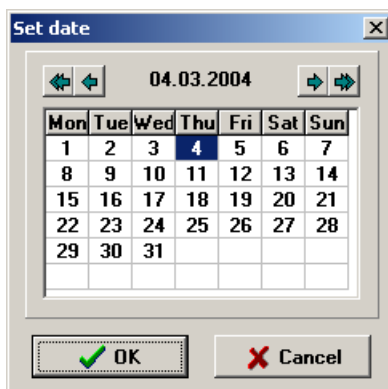 Set date
04.03.2004
Mon Tue Wed Thu Fri Sat Sun
1 2 3 4 5 6 7
8 9 10 11 12 13 14
15 16 17 18 19 20 21
22 23 24 25 26 27 28
29 30 31
OK Cancel